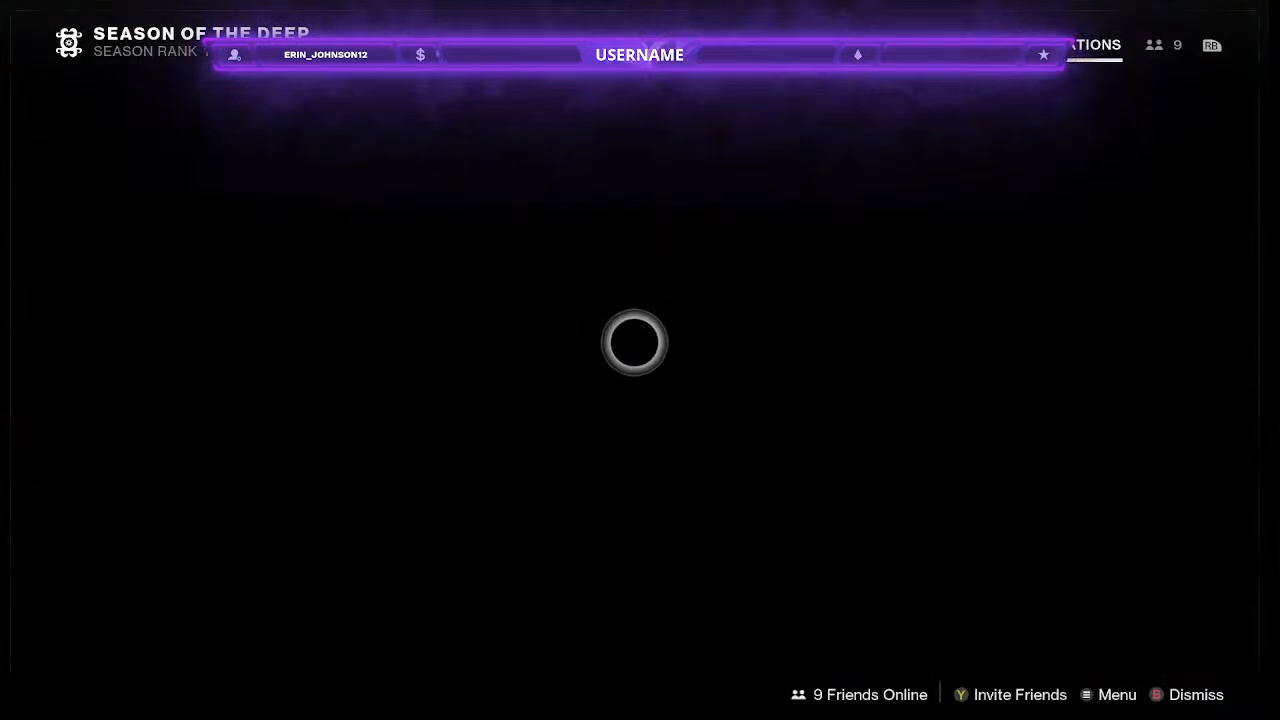 SEASON OF THE DEEP
SEASON RANK
ERIN_JOHNSON12
$
USERNAME
ATIONS
9
RB
9 Friends Online
Y Invite Friends
Menu
B Dismiss